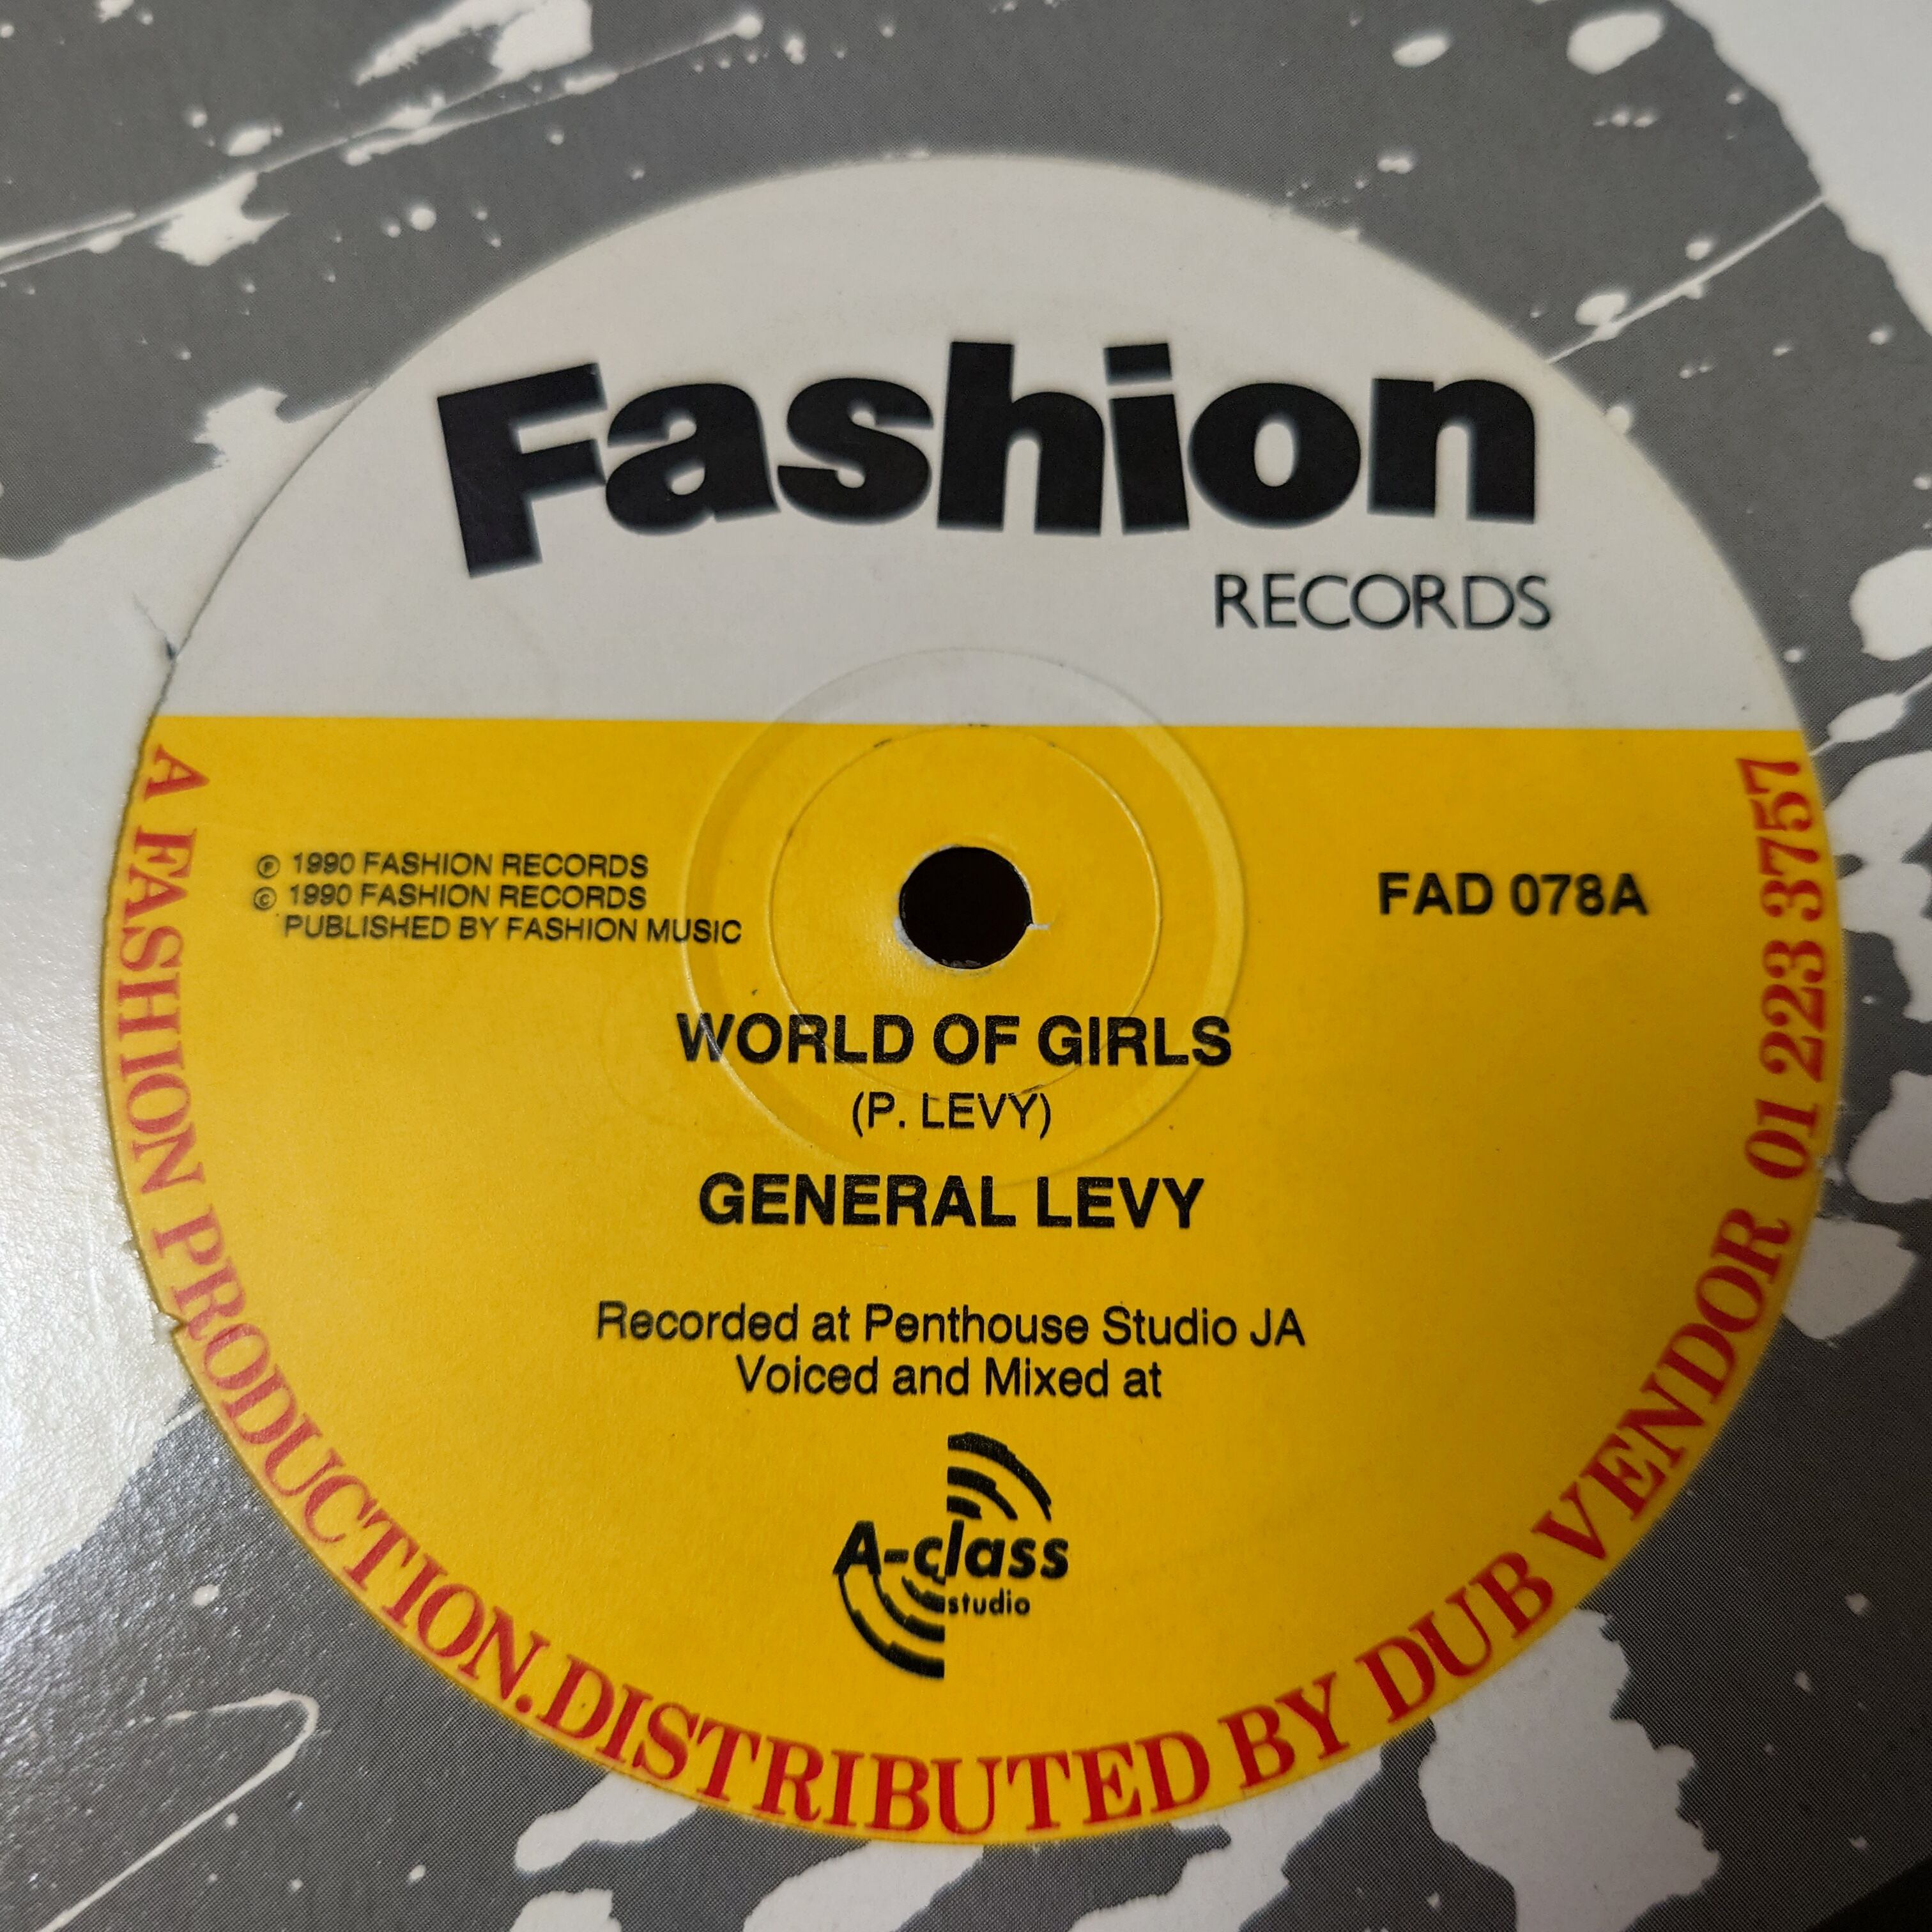 Fashion
RECORDS
℗ 1990 FASHION RECORDS
© 1990 FASHION RECORDS
PUBLISHED BY FASHION MUSIC
FAD 078A
WORLD OF GIRLS
(P. LEVY)
GENERAL LEVY
Recorded at Penthouse Studio JA
Voiced and Mixed at
A-class
studio
A FASHION PRODUCTION. DISTRIBUTED BY DUB VENDOR 01 223 3757